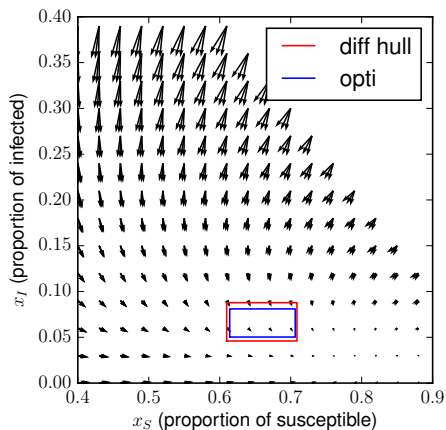 0.40
0.35
0.30
0.25
0.20
0.15
0.10
0.05
0.00
x_I (proportion of infected)
diff hull
opti
0.4 0.5 0.6 0.7 0.8 0.9
x_S (proportion of susceptible)